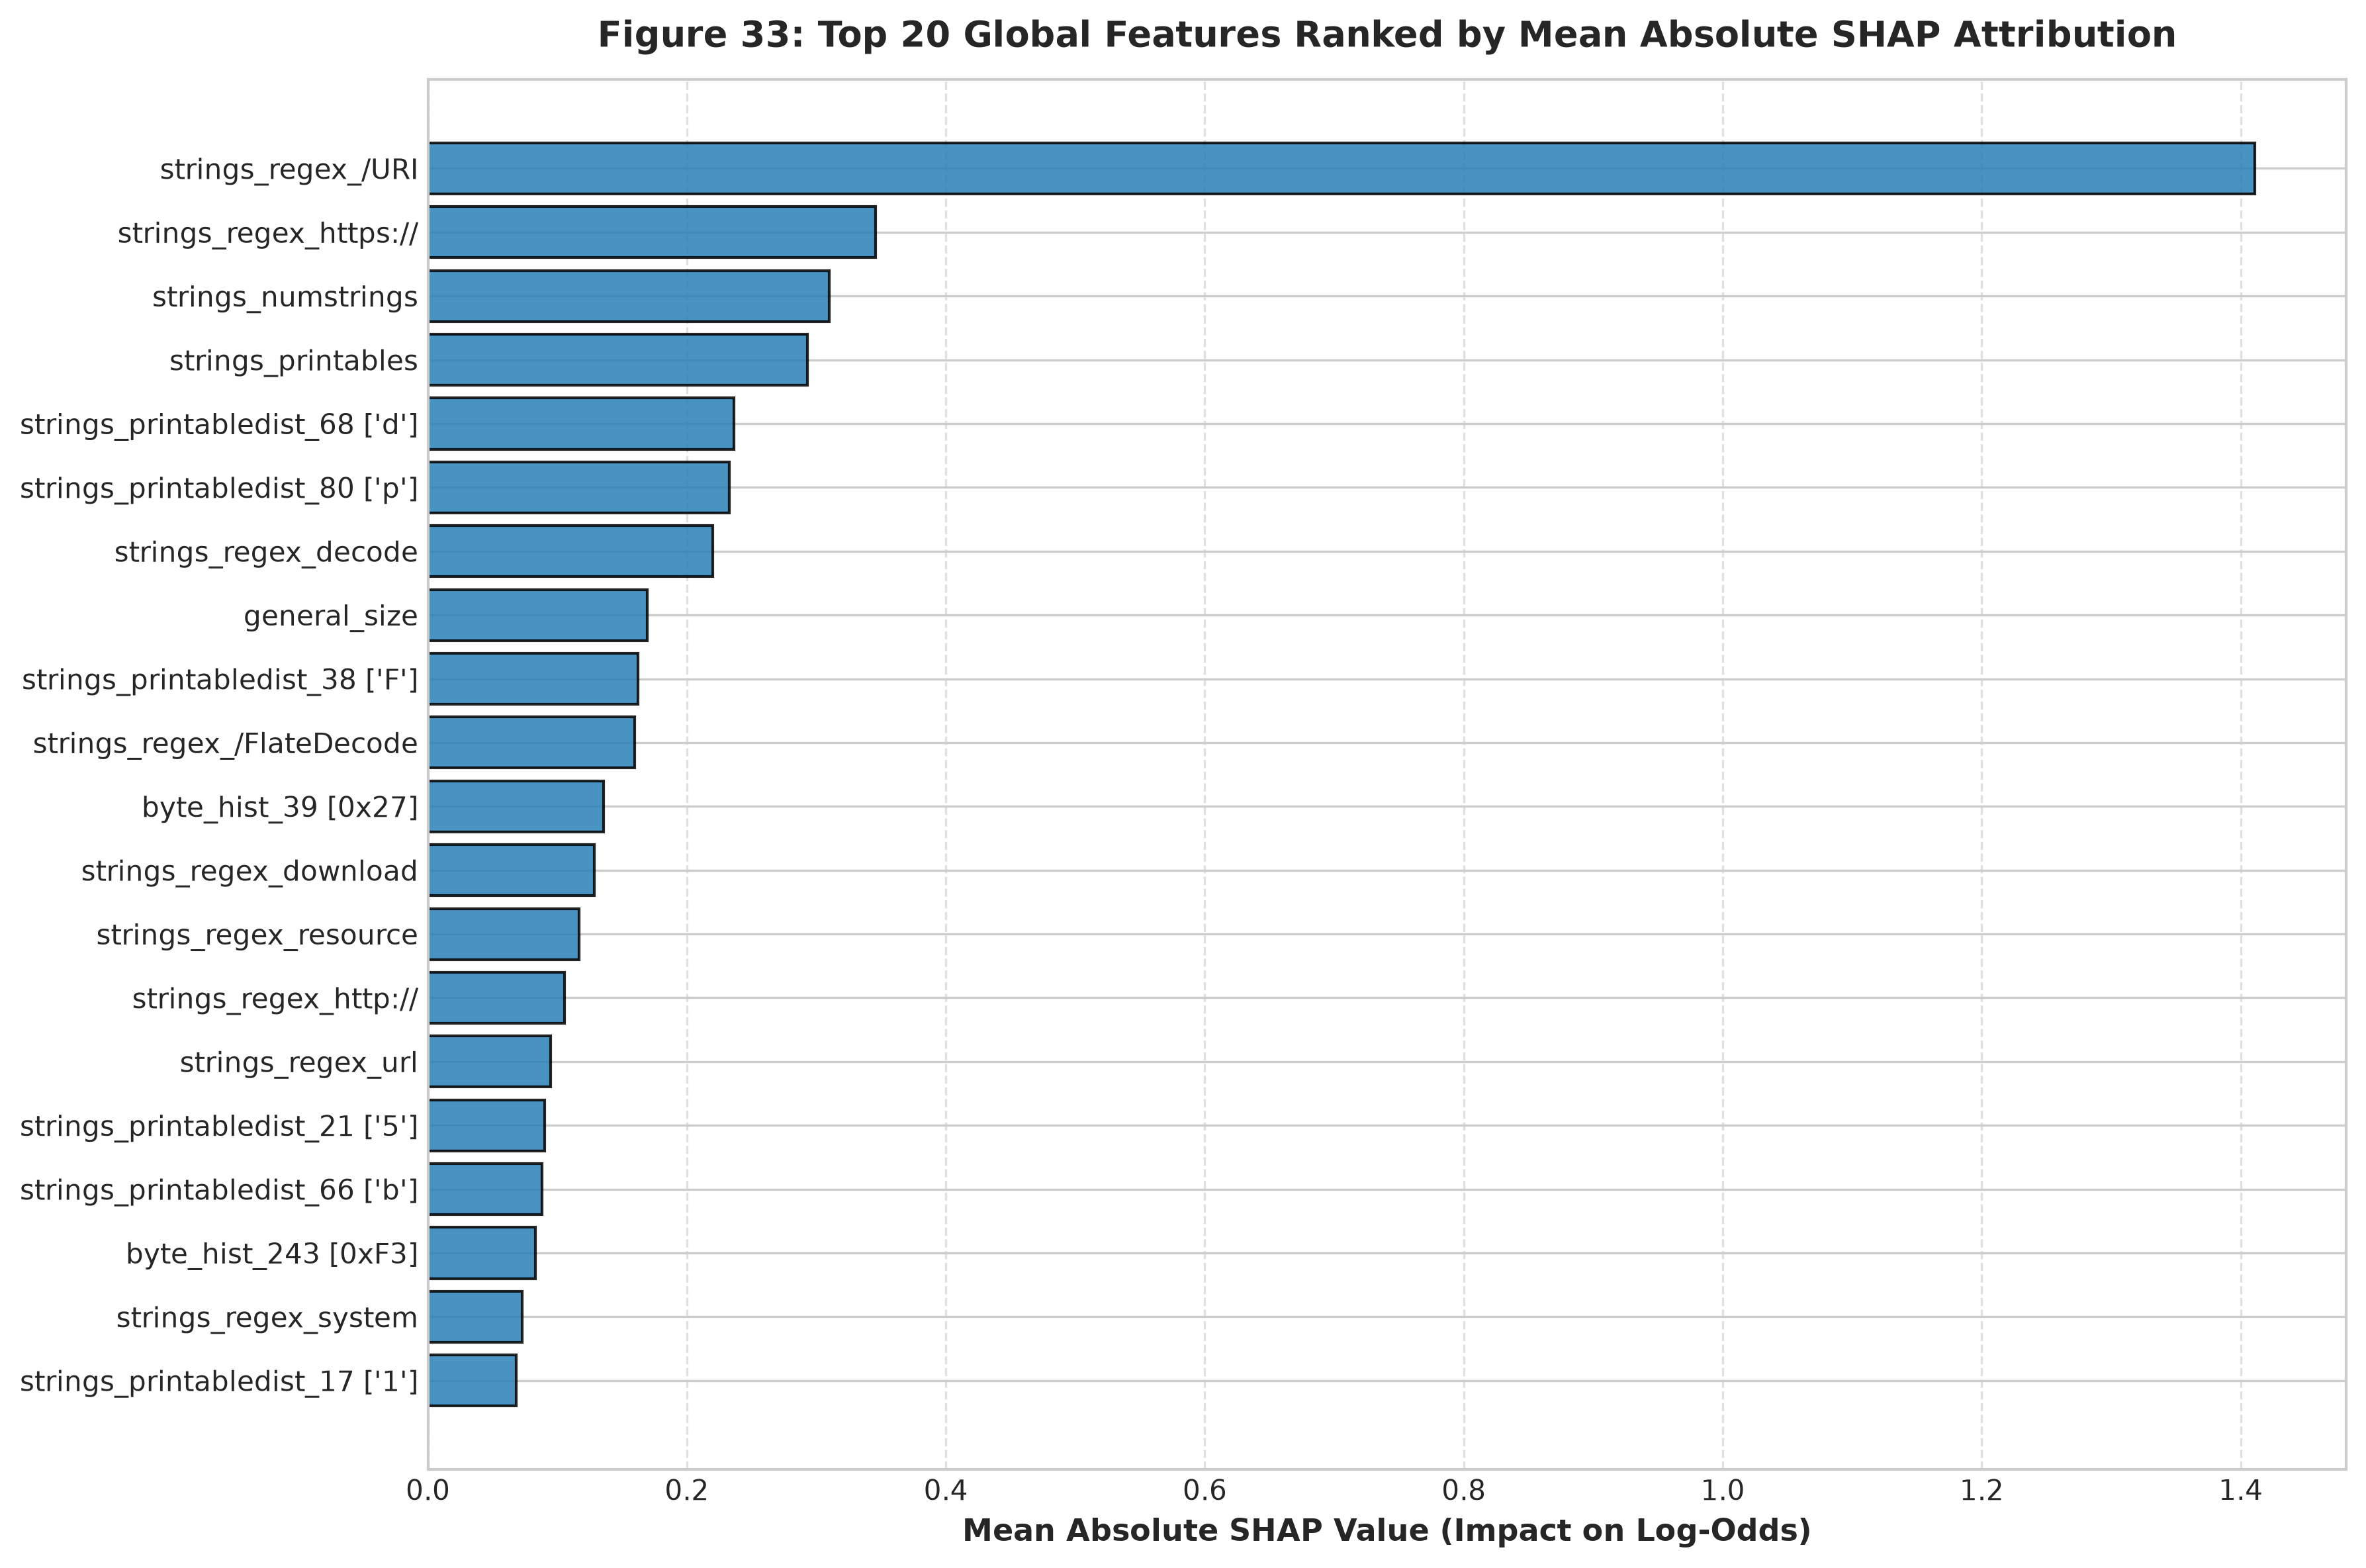 Figure 33: Top 20 Global Features Ranked by Mean Absolute SHAP Attribution
strings_regex_/URI
strings_regex_https://
strings_numstrings
strings_printables
strings_printabledist_68 ['d']
strings_printabledist_80 ['p']
strings_regex_decode
general_size
strings_printabledist_38 ['F']
strings_regex_/FlateDecode
byte_hist_39 [0x27]
strings_regex_download
strings_regex_resource
strings_regex_http://
strings_regex_url
strings_printabledist_21 ['5']
strings_printabledist_66 ['b']
byte_hist_243 [0xF3]
strings_regex_system
strings_printabledist_17 ['1']
0.0 0.2 0.4 0.6 0.8 1.0 1.2 1.4
Mean Absolute SHAP Value (Impact on Log-Odds)